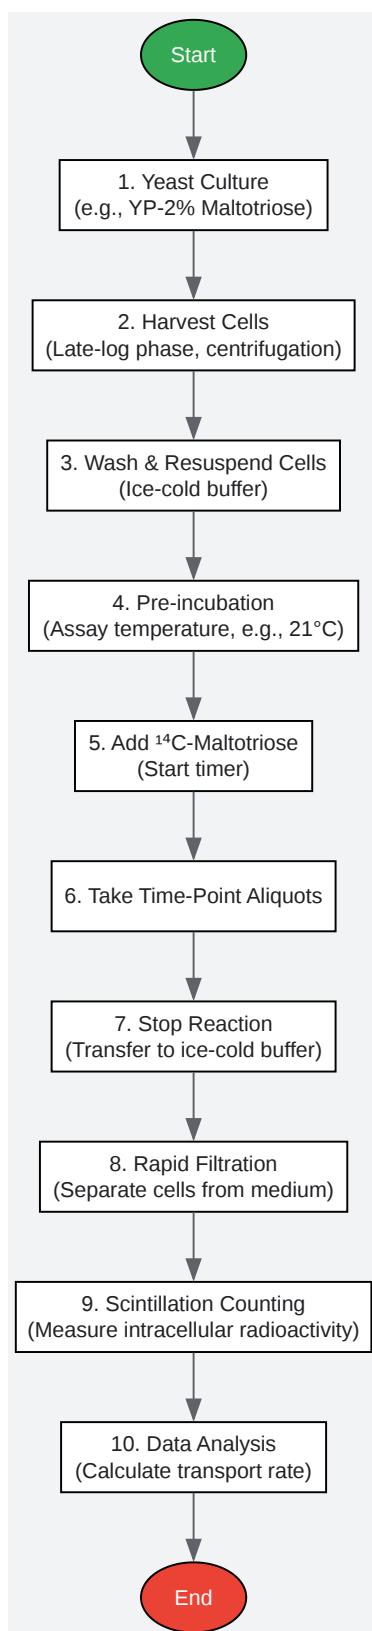 Start
1. Yeast Culture
(e.g., YP-2% Maltotriose)
2. Harvest Cells
(Late-log phase, centrifugation)
3. Wash & Resuspend Cells
(Ice-cold buffer)
4. Pre-incubation
(Assay temperature, e.g., 21°C)
5. Add ¹⁴C-Maltotriose
(Start timer)
6. Take Time-Point Aliquots
7. Stop Reaction
(Transfer to ice-cold buffer)
8. Rapid Filtration
(Separate cells from medium)
9. Scintillation Counting
(Measure intracellular radioactivity)
10. Data Analysis
(Calculate transport rate)
End